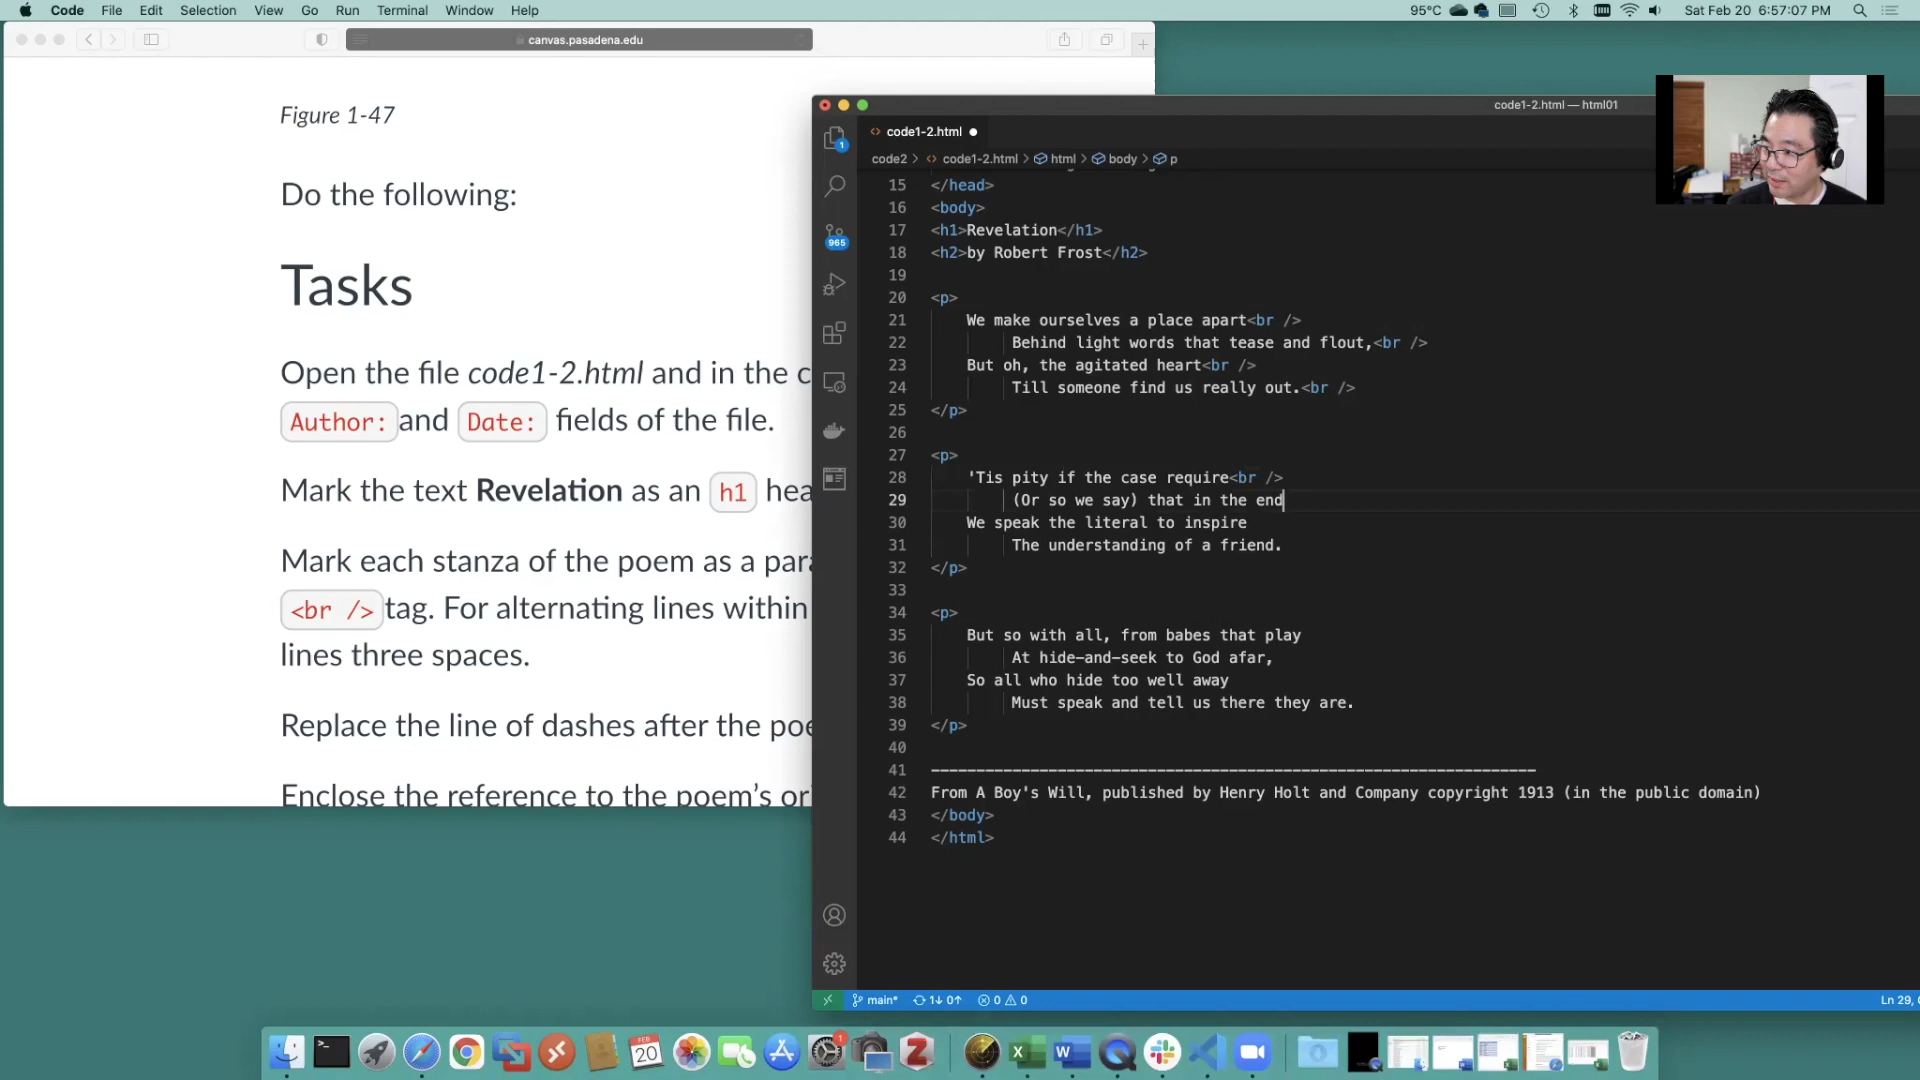 Code File Edit Selection View Go Run Terminal Window Help
95°C Sat Feb 20 6:57:07 PM
canvas.pasadena.edu
Figure 1-47
Do the following:
Tasks
Open the file code1-2.html and in the c
Author: and Date: fields of the file.
Mark the text Revelation as an h1 hea
Mark each stanza of the poem as a para
<br /> tag. For alternating lines within
lines three spaces.
Replace the line of dashes after the poe
Enclose the reference to the poem's ori
code1-2.html — html01
code1-2.html
code2 > code1-2.html > html > body > p
1
965
15 </head>
16 <body>
17 <h1>Revelation</h1>
18 <h2>by Robert Frost</h2>
19
20 <p>
21 We make ourselves a place apart<br />
22 Behind light words that tease and flout,<br />
23 But oh, the agitated heart<br />
24 Till someone find us really out.<br />
25 </p>
26
27 <p>
28 'Tis pity if the case require<br />
29 (Or so we say) that in the end
30 We speak the literal to inspire
31 The understanding of a friend.
32 </p>
33
34 <p>
35 But so with all, from babes that play
36 At hide-and-seek to God afar,
37 So all who hide too well away
38 Must speak and tell us there they are.
39 </p>
40
41 -------------------------------------------------------------------
42 From A Boy's Will, published by Henry Holt and Company copyright 1913 (in the public domain)
43 </body>
44 </html>
main* 1↓ 0↑ 0 0
Ln 29,
FEB
20
1